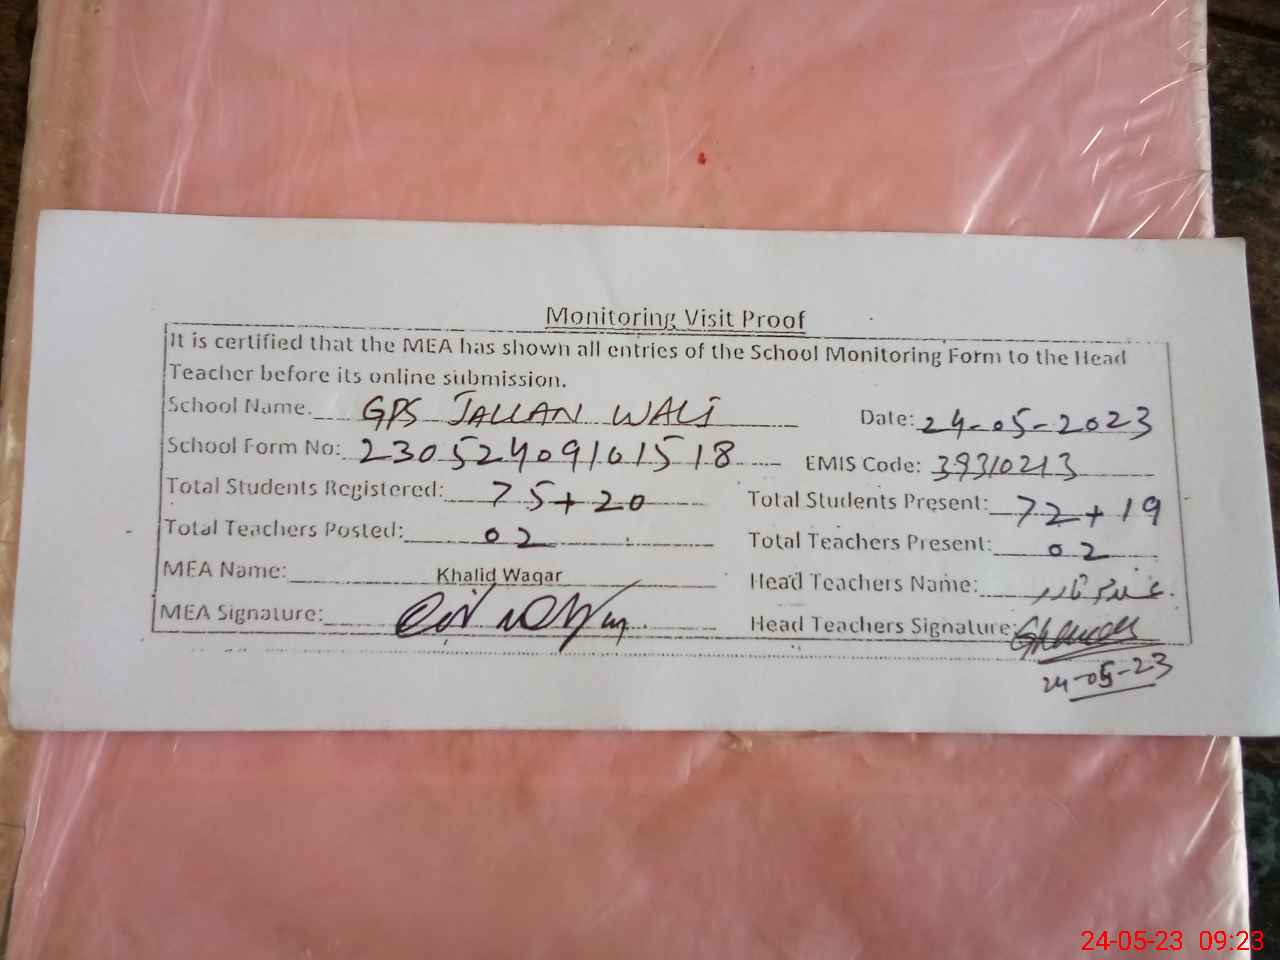 Monitoring Visit Proof
It is certified that the MEA has shown all entries of the School Monitoring Form to the Head
Teacher before its online submission.
School Name: GPS JALLAN WALI Date: 24-05-2023
School Form No: 23052409101518 EMIS Code: 39310213
Total Students Registered: 75+20 Total Students Present: 72+19
Total Teachers Posted: 02 Total Teachers Present: 02
MEA Name: Khalid Waqar Head Teachers Name:
MEA Signature: Head Teachers Signature:
24-05-23
24-05-23 09:23